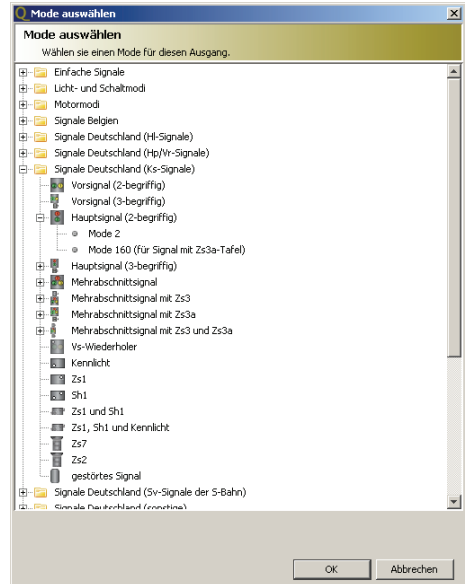 Mode auswählen
Mode auswählen
Wählen sie einen Mode für diesen Ausgang.
Einfache Signale
Licht- und Schaltmodi
Motormodi
Signale Belgien
Signale Deutschland (Hl-Signale)
Signale Deutschland (Hp/Vr-Signale)
Signale Deutschland (Ks-Signale)
Vorsignal (2-begriffig)
Vorsignal (3-begriffig)
Hauptsignal (2-begriffig)
Mode 2
Mode 160 (für Signal mit Zs3a-Tafel)
Hauptsignal (3-begriffig)
Mehrabschnittsignal
Mehrabschnittsignal mit Zs3
Mehrabschnittsignal mit Zs3a
Mehrabschnittsignal mit Zs3 und Zs3a
Vs-Wiederholer
Kennlicht
Zs1
Sh1
Zs1 und Sh1
Zs1, Sh1 und Kennlicht
Zs7
Zs2
gestörtes Signal
Signale Deutschland (Sv-Signale der S-Bahn)
Signale Deutschland (sonstige)
OK Abbrechen